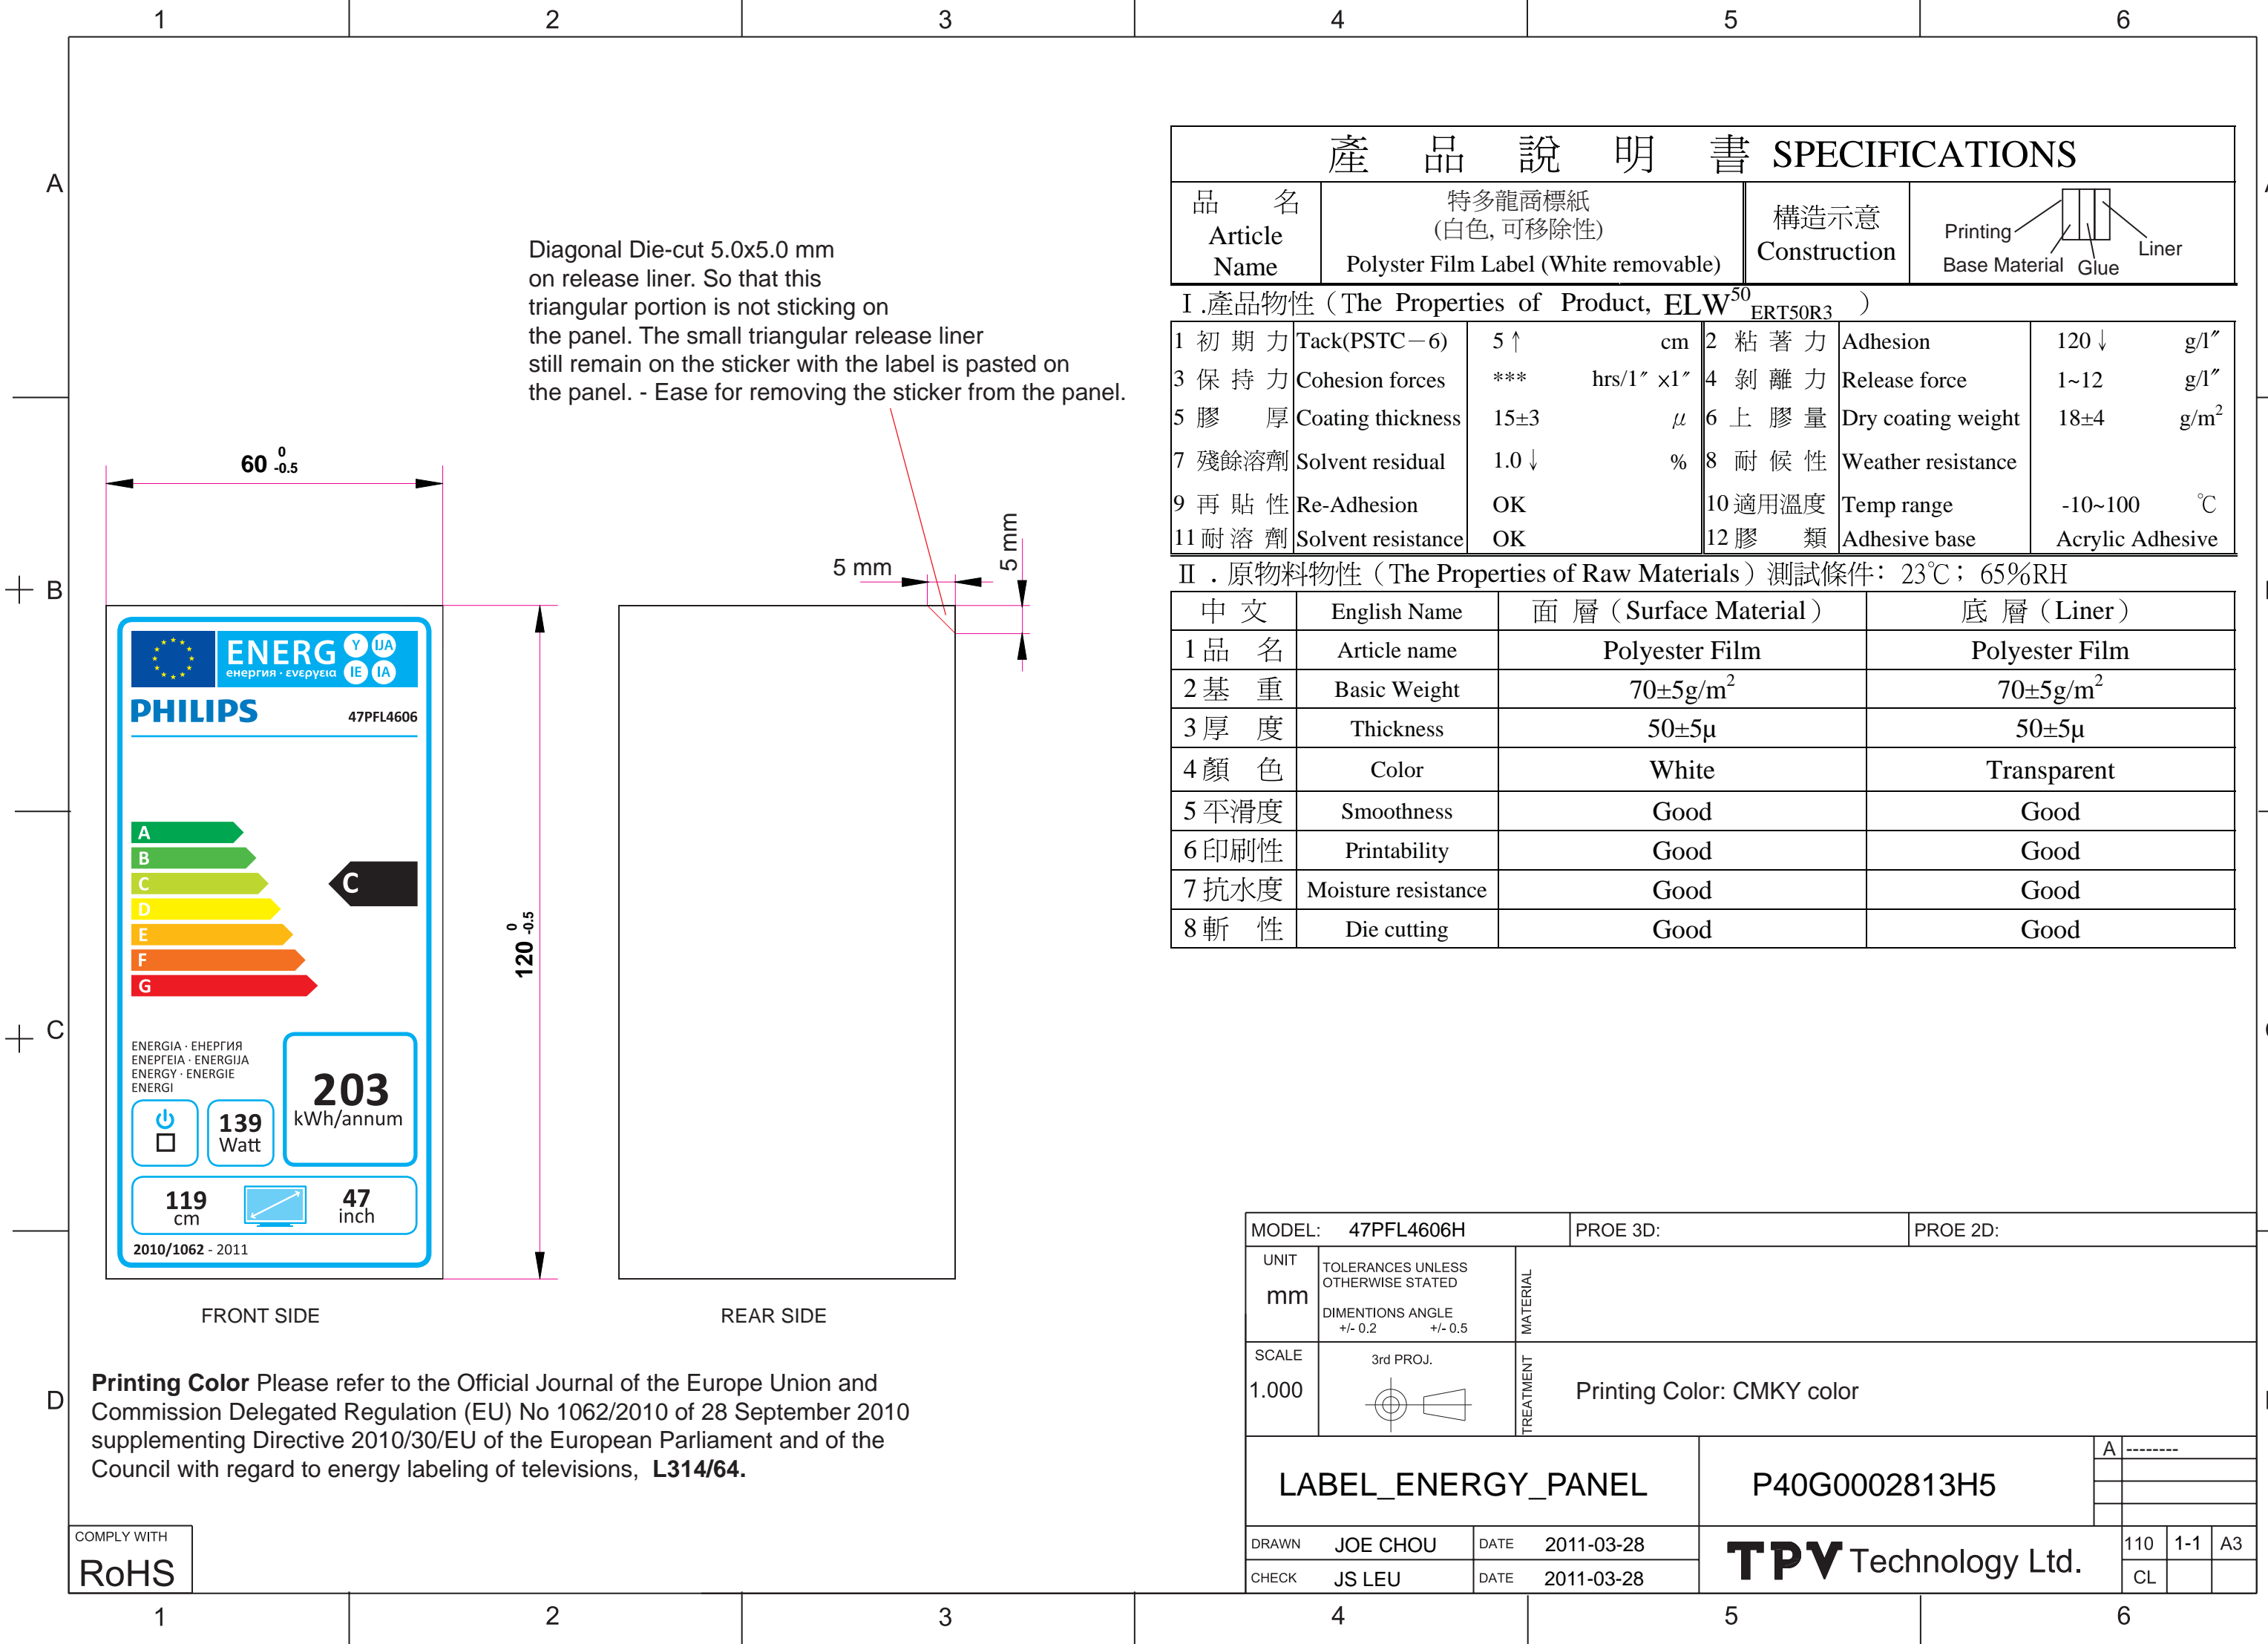 1 2 3 4 5 6
A
B
C
D
Diagonal Die-cut 5.0x5.0 mm
on release liner. So that this
triangular portion is not sticking on
the panel. The small triangular release liner
still remain on the sticker with the label is pasted on
the panel. - Ease for removing the sticker from the panel.
60 0 -0.5
120 0 -0.5
5 mm
5 mm
ENERG Y IJA
енергия · ενεργεια IE IA
PHILIPS
47PFL4606
A
B
C
C
D
E
F
G
ENERGIA · ЕНЕРГИЯ
ΕΝΕΡΓΕΙΑ · ENERGIJA
ENERGY · ENERGIE
ENERGI
203
kWh/annum
139
Watt
119
cm
47
inch
2010/1062 - 2011
FRONT SIDE
REAR SIDE
Printing Color Please refer to the Official Journal of the Europe Union and
Commission Delegated Regulation (EU) No 1062/2010 of 28 September 2010
supplementing Directive 2010/30/EU of the European Parliament and of the
Council with regard to energy labeling of televisions, L314/64.
COMPLY WITH
RoHS
產 品 說 明 書 SPECIFICATIONS
品 名
Article
Name
特多龍商標紙
(白色, 可移除性)
Polyster Film Label (White removable)
構造示意
Construction
Printing
Base Material Glue
Liner
Ⅰ.產品物性（The Properties of Product, ELW50 ERT50R3 ）
1 初 期 力 Tack(PSTC－6) 5↑ cm 2 粘 著 力 Adhesion 120↓ g/1″
3 保 持 力 Cohesion forces *** hrs/1″ ×1″ 4 剝 離 力 Release force 1~12 g/1″
5 膠 厚 Coating thickness 15±3 μ 6 上 膠 量 Dry coating weight 18±4 g/m2
7 殘餘溶劑 Solvent residual 1.0↓ % 8 耐 候 性 Weather resistance
9 再 貼 性 Re-Adhesion OK 10 適用溫度 Temp range -10~100 ℃
11 耐 溶 劑 Solvent resistance OK 12 膠 類 Adhesive base Acrylic Adhesive
Ⅱ．原物料物性（The Properties of Raw Materials）測試條件：23℃；65%RH
中 文 English Name 面 層（Surface Material） 底 層（Liner）
1 品 名 Article name Polyester Film Polyester Film
2 基 重 Basic Weight 70±5g/m2 70±5g/m2
3 厚 度 Thickness 50±5μ 50±5μ
4 顏 色 Color White Transparent
5 平滑度 Smoothness Good Good
6 印刷性 Printability Good Good
7 抗水度 Moisture resistance Good Good
8 斬 性 Die cutting Good Good
MODEL: 47PFL4606H PROE 3D: PROE 2D:
UNIT
mm
TOLERANCES UNLESS
OTHERWISE STATED
DIMENTIONS ANGLE
+/- 0.2 +/- 0.5
MATERIAL
SCALE
1.000
3rd PROJ.
TREATMENT
Printing Color: CMKY color
LABEL_ENERGY_PANEL
P40G0002813H5
A --------
DRAWN JOE CHOU DATE 2011-03-28
CHECK JS LEU DATE 2011-03-28
TPV Technology Ltd.
110 1-1 A3
CL
1 2 3 4 5 6